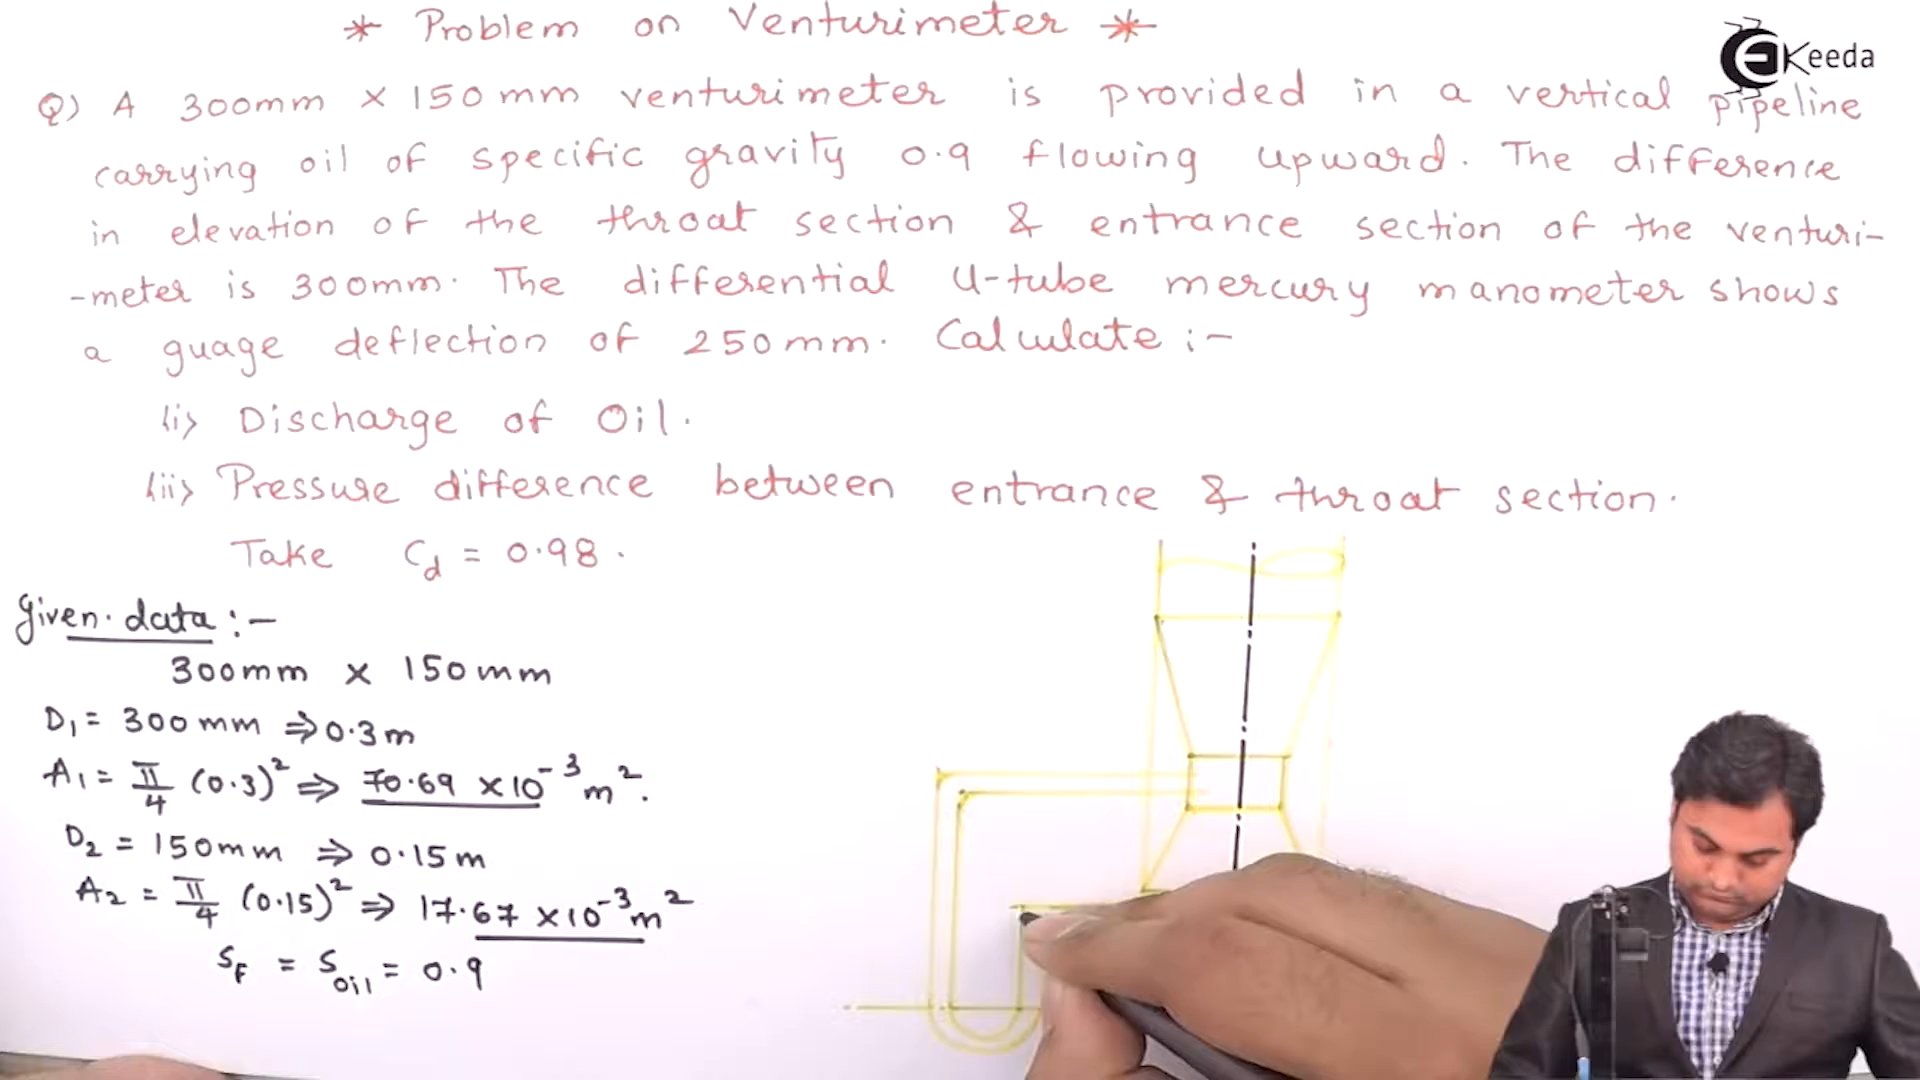 * Problem on Venturimeter *
EKeeda
Q) A 300mm × 150mm venturimeter is provided in a vertical pipeline
carrying oil of specific gravity 0.9 flowing upward. The difference
in elevation of the throat section & entrance section of the venturi-
-meter is 300mm. The differential U-tube mercury manometer shows
a guage deflection of 250mm. Calculate :-
(i) Discharge of Oil.
(ii) Pressure difference between entrance & throat section.
Take Cd = 0.98.
Given data :-
300mm × 150mm
D₁ = 300mm ⇒ 0.3m
A₁ = π/4 (0.3)² ⇒ 70.69 × 10⁻³ m².
D₂ = 150mm ⇒ 0.15m
A₂ = π/4 (0.15)² ⇒ 17.67 × 10⁻³ m²
SF = Soil = 0.9